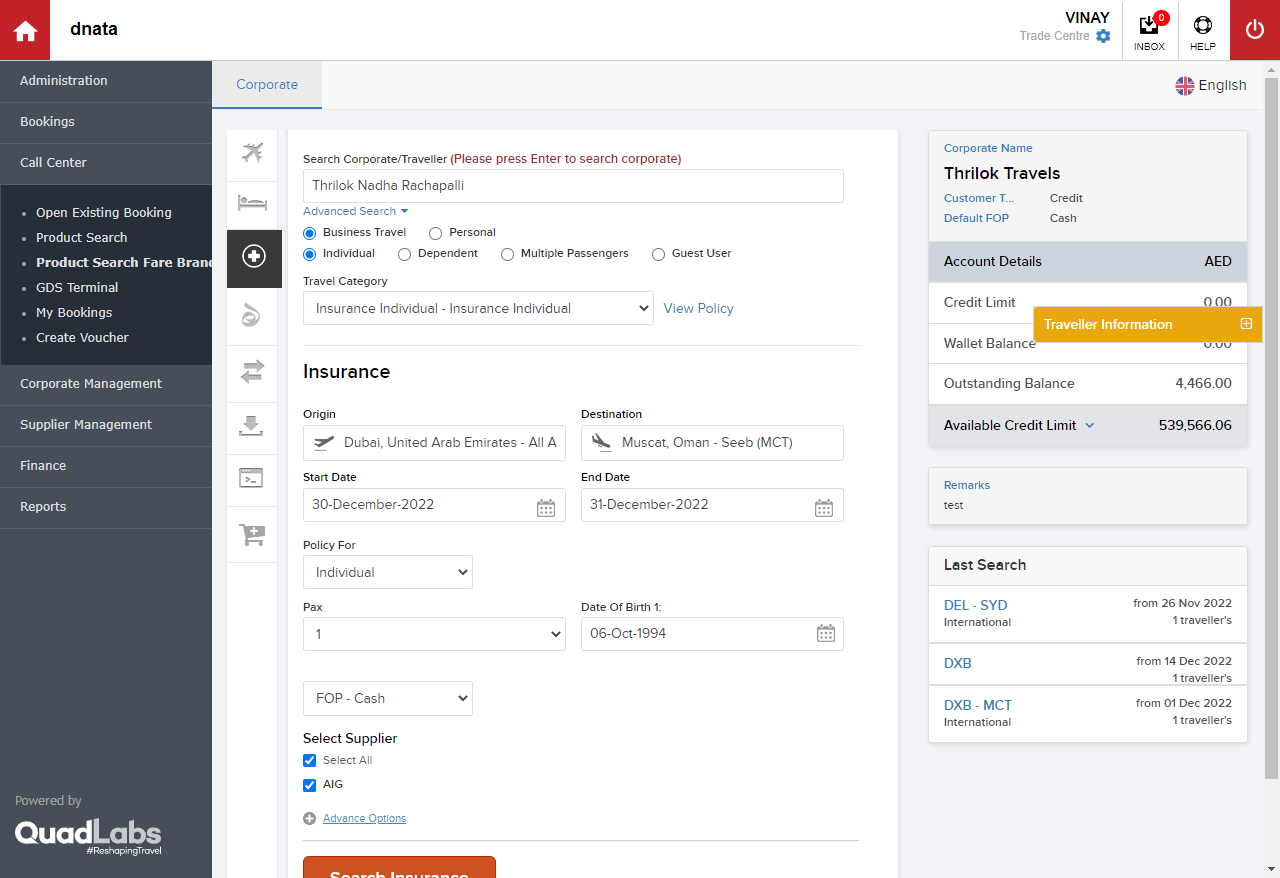 dnata
VINAY
Trade Centre
0
INBOX
HELP
Administration
Bookings
Call Center
Open Existing Booking
Product Search
Product Search Fare Bran
GDS Terminal
My Bookings
Create Voucher
Corporate Management
Supplier Management
Finance
Reports
Powered by
QuadLabs
#ReshapingTravel
Corporate
English
Search Corporate/Traveller (Please press Enter to search corporate)
Thrilok Nadha Rachapalli
Advanced Search
Business Travel Personal
Individual Dependent Multiple Passengers Guest User
Travel Category
Insurance Individual - Insurance Individual View Policy
Insurance
Origin Destination
Dubai, United Arab Emirates - All A Muscat, Oman - Seeb (MCT)
Start Date End Date
30-December-2022 31-December-2022
Policy For
Individual
Pax Date Of Birth 1:
1 06-Oct-1994
FOP - Cash
Select Supplier
Select All
AIG
Advance Options
Search Insurance
Corporate Name
Thrilok Travels
Customer T... Credit
Default FOP Cash
Account Details AED
Credit Limit 0.00
Traveller Information
Wallet Balance 0.00
Outstanding Balance 4,466.00
Available Credit Limit 539,566.06
Remarks
test
Last Search
DEL - SYD from 26 Nov 2022
International 1 traveller's
DXB from 14 Dec 2022
1 traveller's
DXB - MCT from 01 Dec 2022
International 1 traveller's